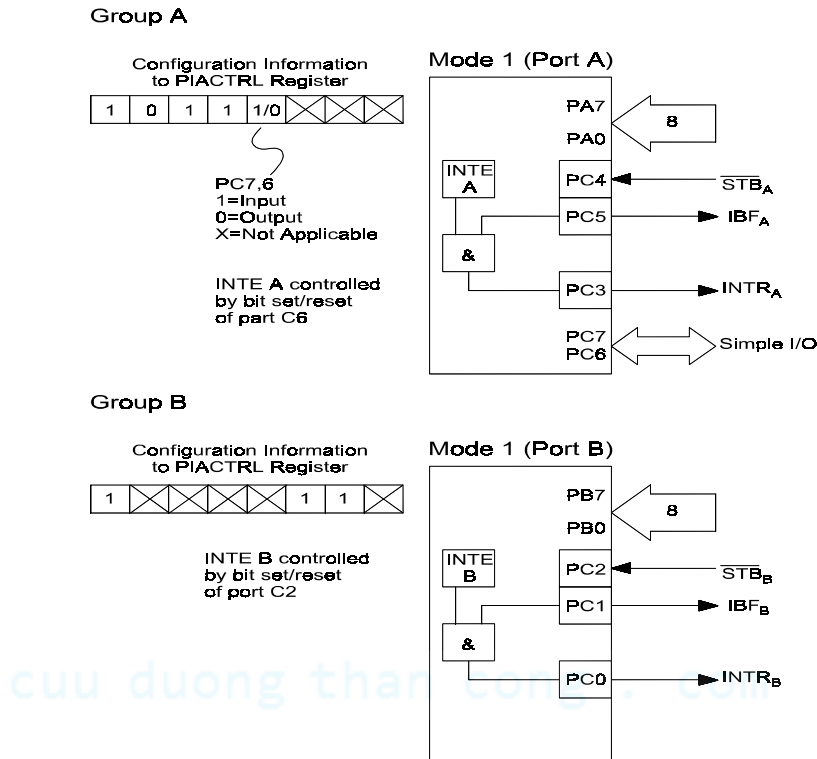 Group A
Configuration Information
to PIACTRL Register
1 0 1 1 1/0
PC7,6
1=Input
0=Output
X=Not Applicable
INTE A controlled
by bit set/reset
of part C6
Mode 1 (Port A)
PA7
PA0
8
INTE
A
PC4
STBA
PC5
IBFA
&
PC3
INTRA
PC7
PC6
Simple I/O
Group B
Configuration Information
to PIACTRL Register
1 1 1
INTE B controlled
by bit set/reset
of port C2
Mode 1 (Port B)
PB7
PB0
8
INTE
B
PC2
STBB
PC1
IBFB
&
PC0
INTRB
cuu duong than cong . com